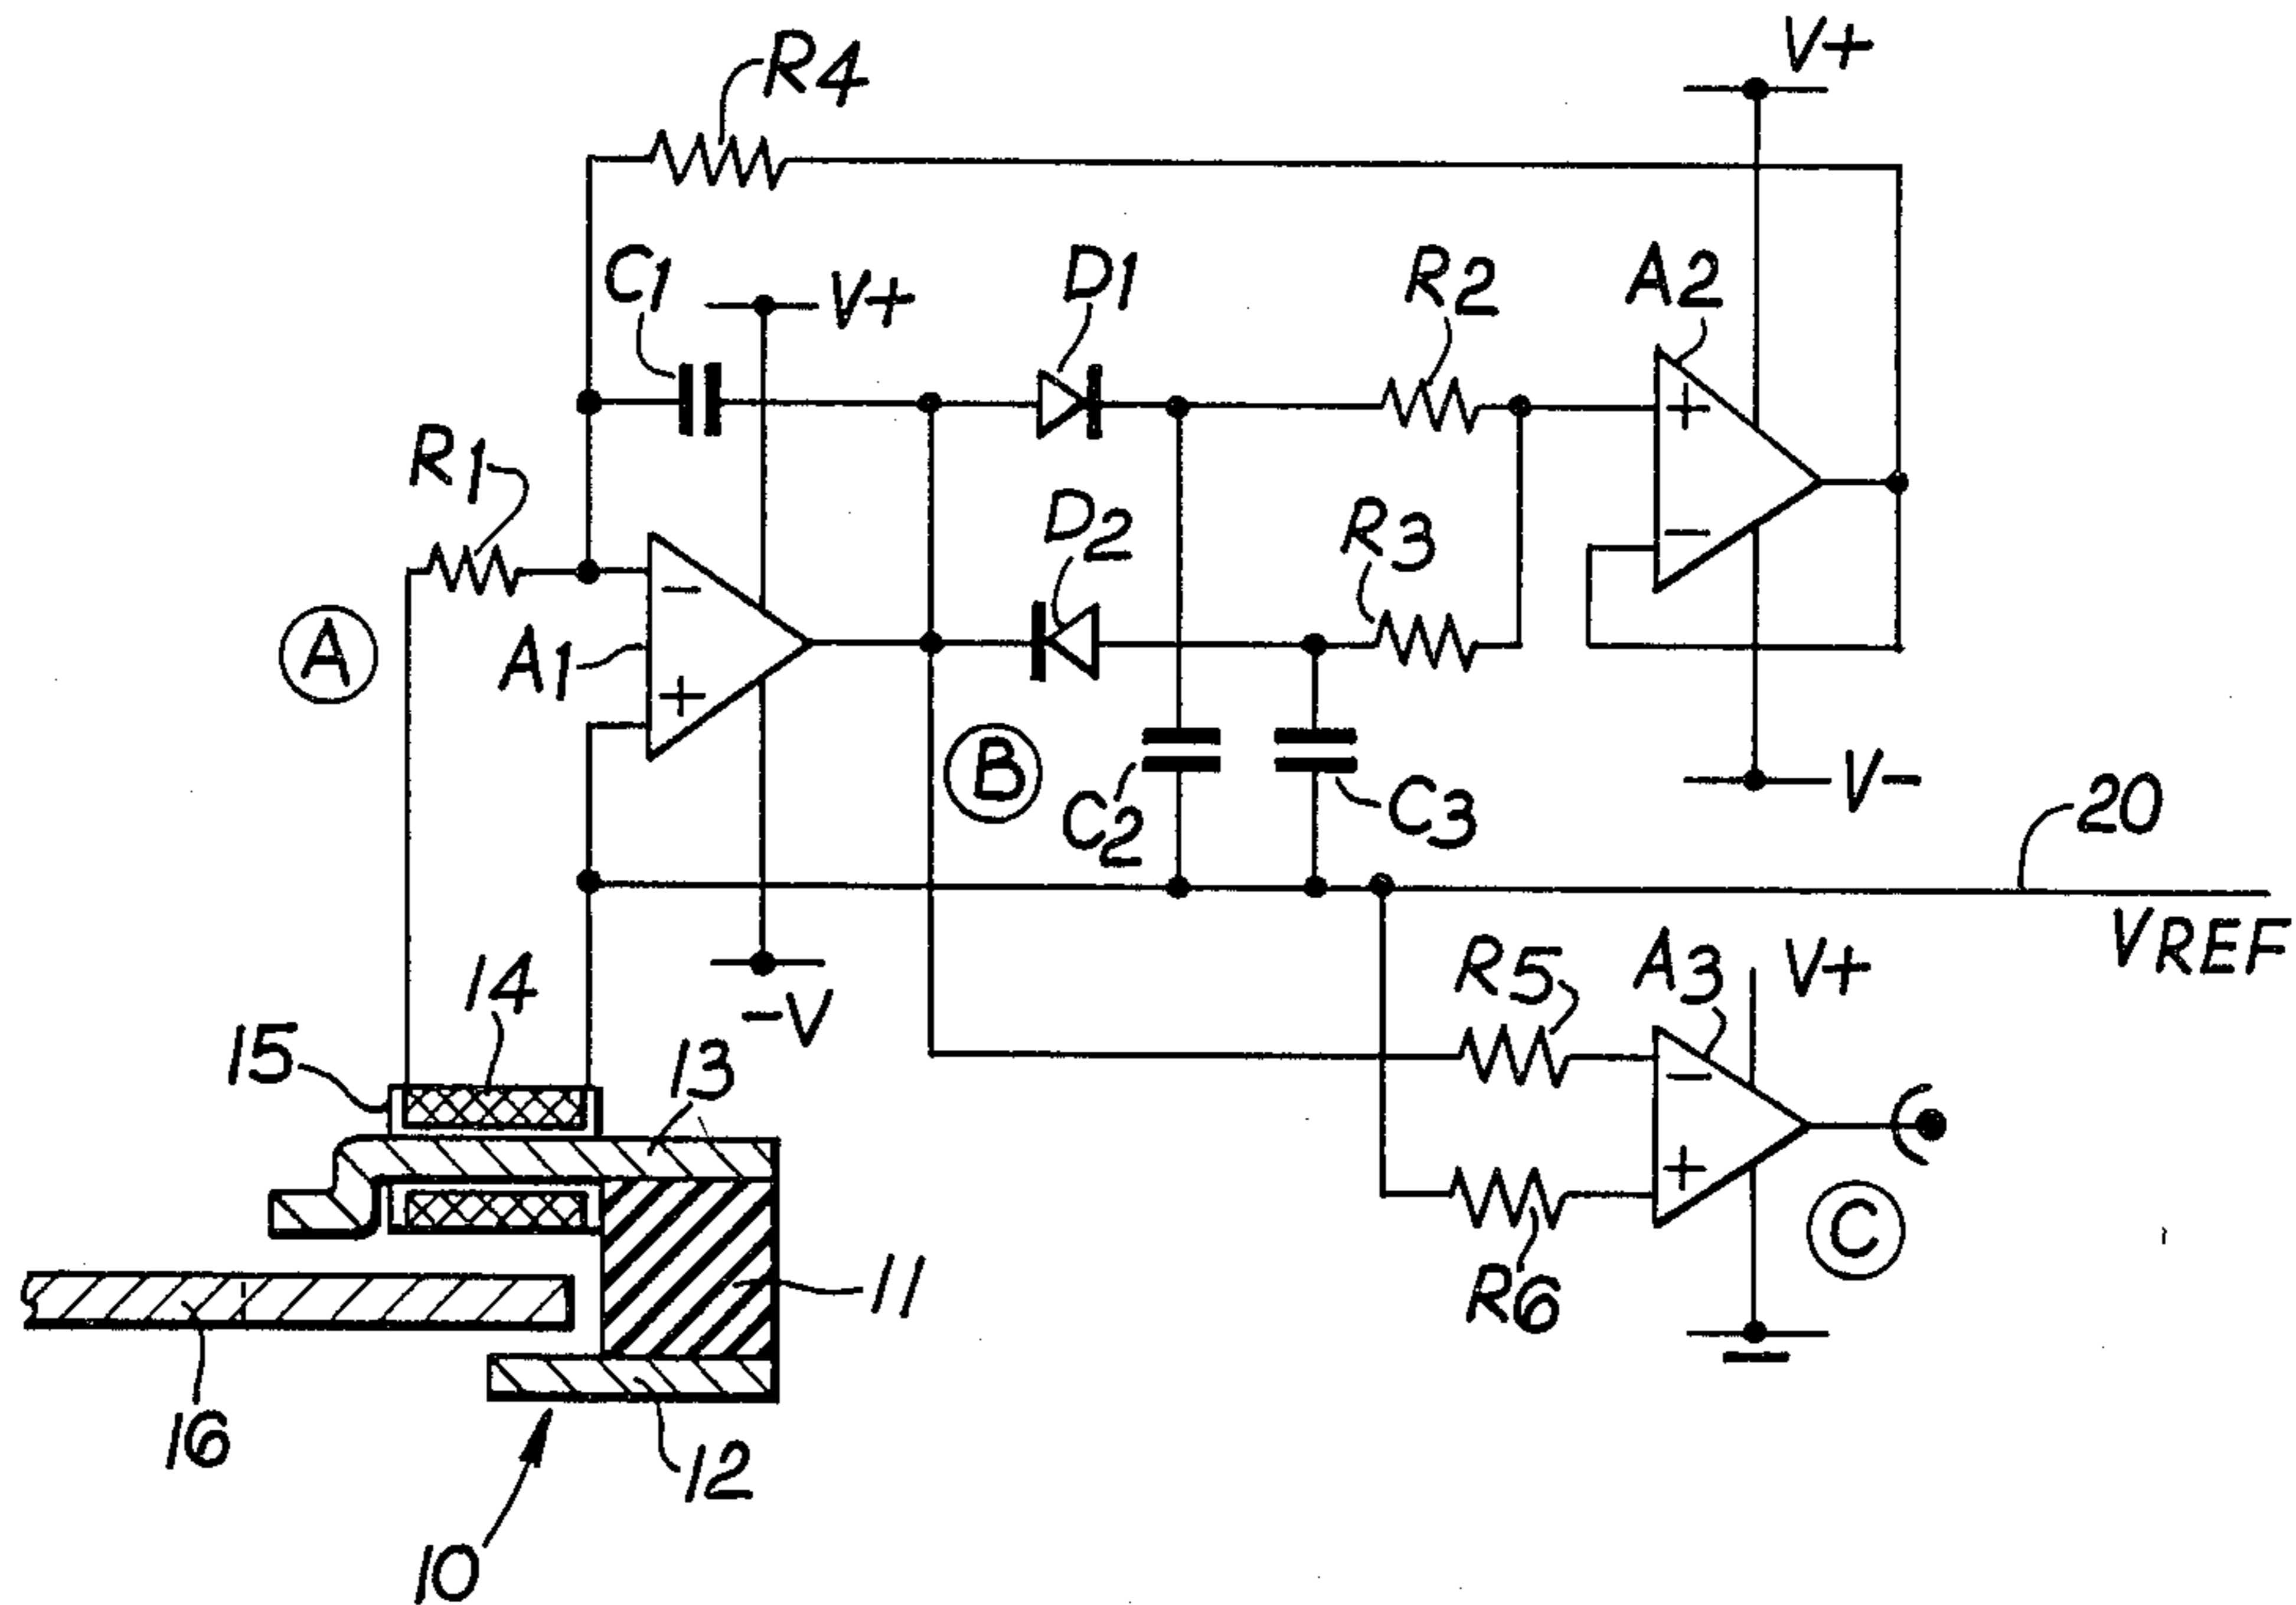 V+
R4
C1
V+
D1
R2
A2
R1
D2
R3
+
−
A
A1
−
+
B
C2
C3
V−
20
VREF
−V
14
15
13
R5
A3
V+
−
+
C
R6
11
16
12
10